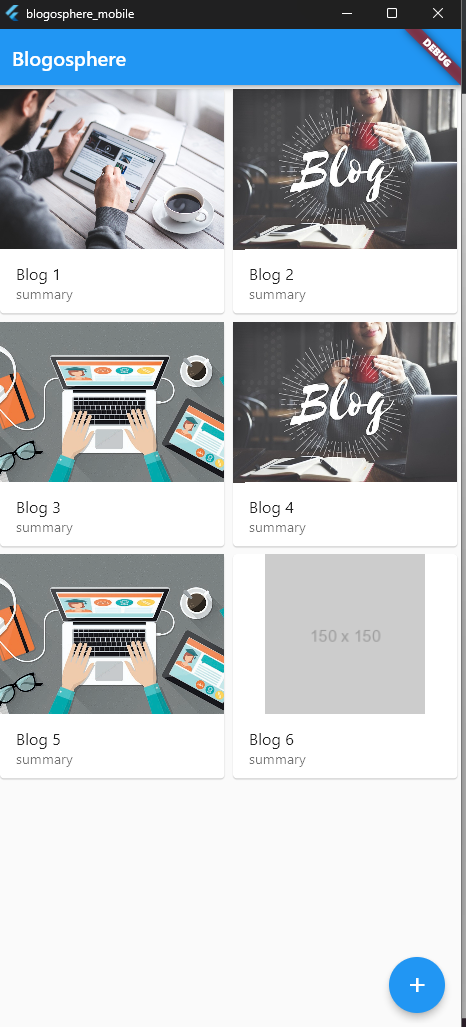 blogosphere_mobile
Blogosphere
DEBUG
Blog
Blog 1
summary
Blog 2
summary
Blog
Blog 3
summary
Blog 4
summary
150 x 150
Blog 5
summary
Blog 6
summary
+